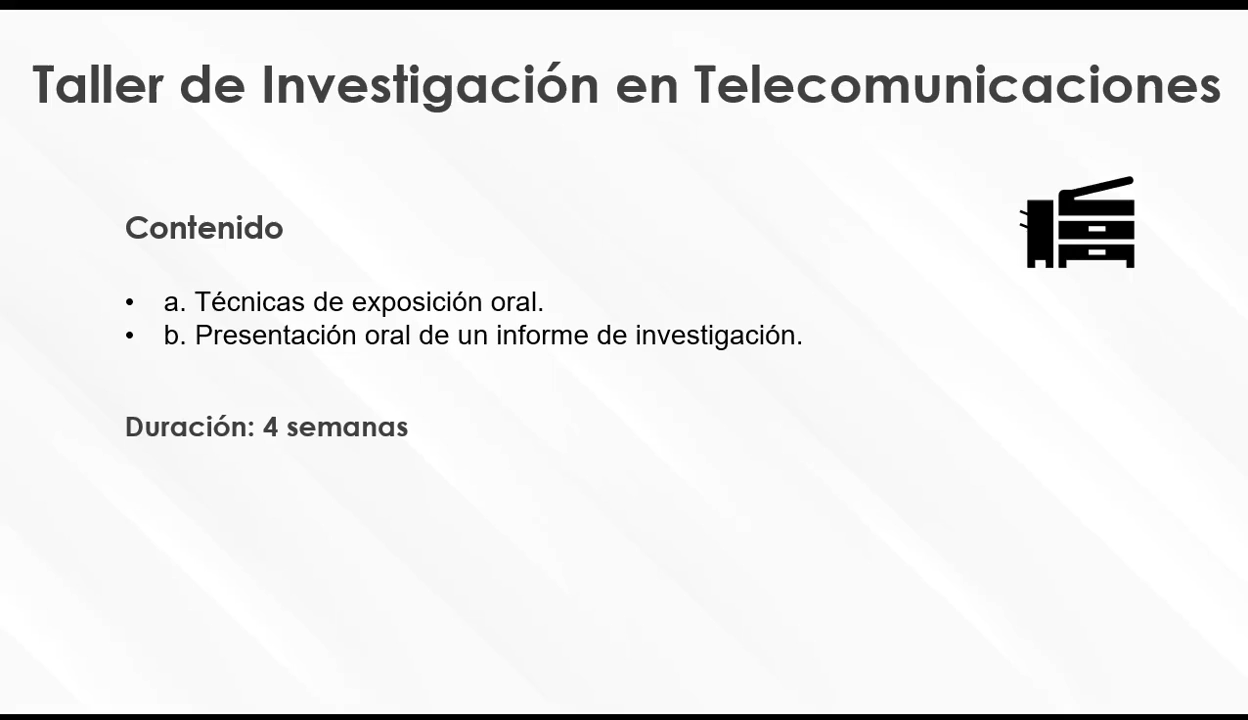 Taller de Investigación en Telecomunicaciones
Contenido
• a. Técnicas de exposición oral.
• b. Presentación oral de un informe de investigación.
Duración: 4 semanas